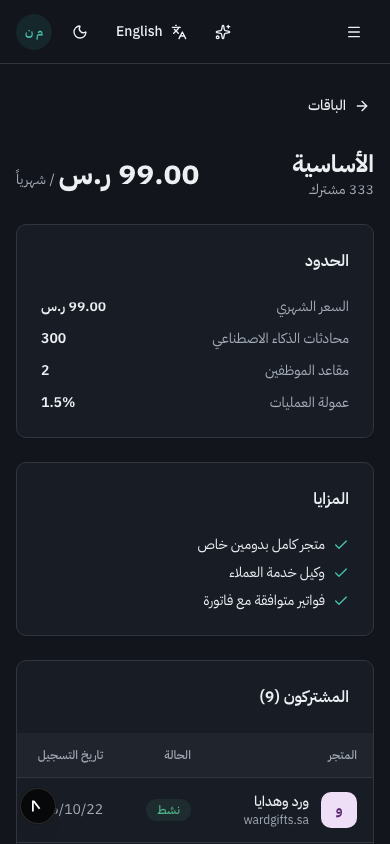 English
م ن
الباقات
الأساسية
333 مشترك
99.00 ر.س / شهرياً
الحدود
السعر الشهري 99.00 ر.س
محادثات الذكاء الاصطناعي 300
مقاعد الموظفين 2
عمولة العمليات 1.5%
المزايا
متجر كامل بدومين خاص
وكيل خدمة العملاء
فواتير متوافقة مع فاتورة
المشتركون (9)
المتجر الحالة تاريخ التسجيل
و ورد وهدايا نشط
wardgifts.sa